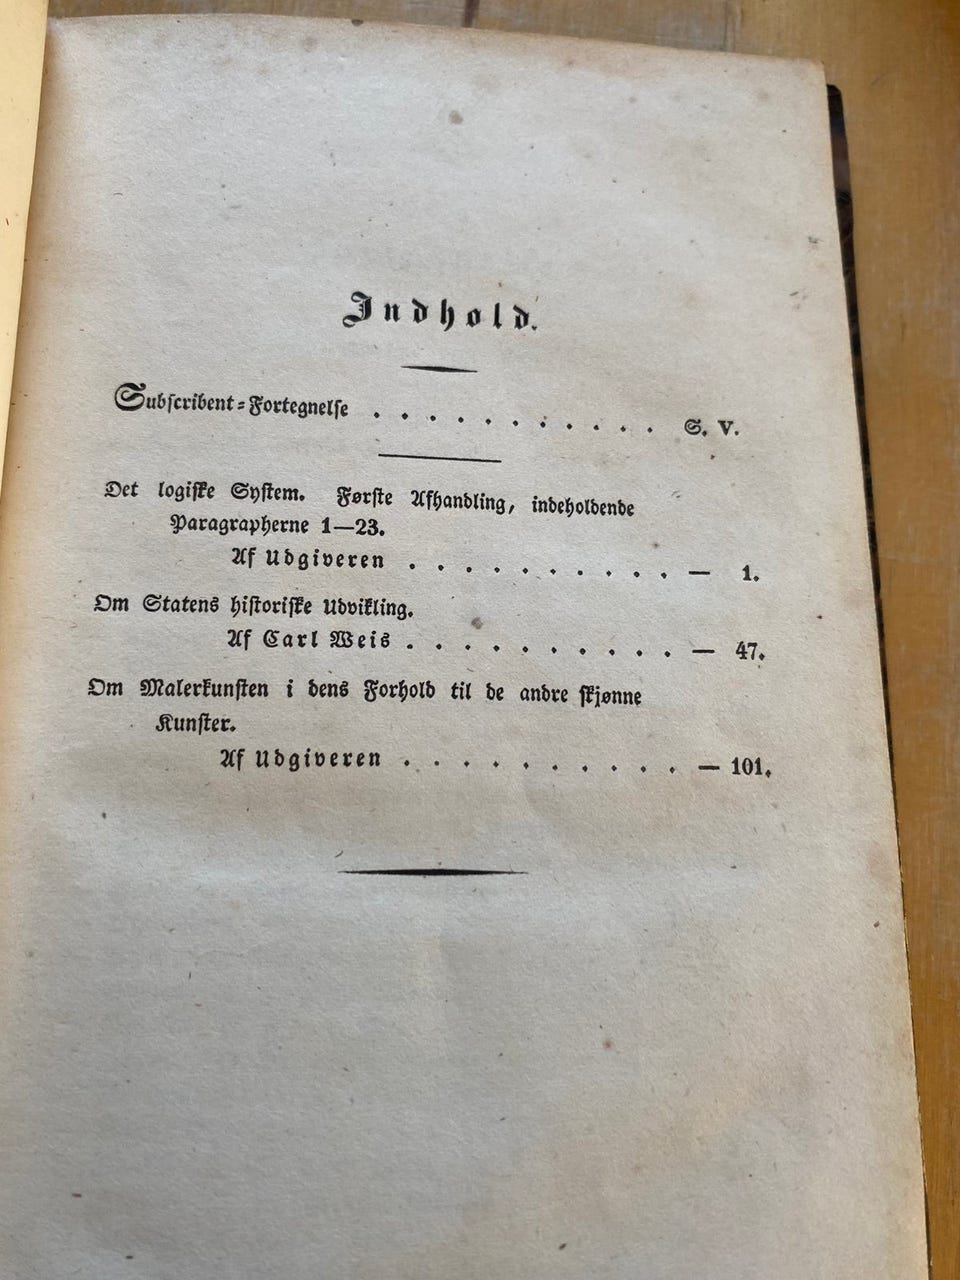 Indhold.
Subscribent=Fortegnelse . . . . . . . . . . . S. V.
Det logiske System. Første Afhandling, indeholdende
Paragrapherne 1—23.
Af Udgiveren . . . . . . . . . . — 1.
Om Statens historiske Udvikling.
Af Carl Weis . . . . . . . . . . — 47.
Om Malerkunsten i dens Forhold til de andre skjønne
Kunster.
Af Udgiveren . . . . . . . . . . — 101.